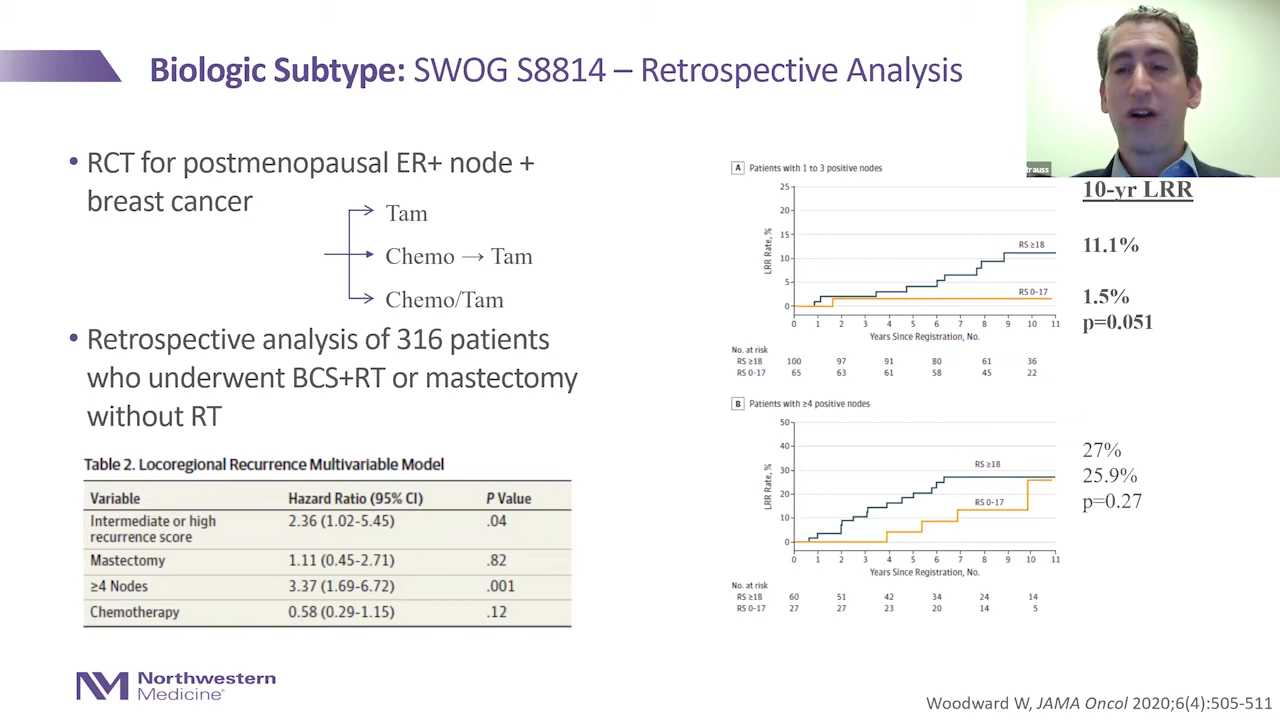 Biologic Subtype: SWOG S8814 – Retrospective Analysis
• RCT for postmenopausal ER+ node +
breast cancer
Tam
Chemo → Tam
Chemo/Tam
• Retrospective analysis of 316 patients
who underwent BCS+RT or mastectomy
without RT
Table 2. Locoregional Recurrence Multivariable Model
Variable Hazard Ratio (95% CI) P Value
Intermediate or high
recurrence score 2.36 (1.02-5.45) .04
Mastectomy 1.11 (0.45-2.71) .82
≥4 Nodes 3.37 (1.69-6.72) .001
Chemotherapy 0.58 (0.29-1.15) .12
Northwestern
Medicine®
trauss
A Patients with 1 to 3 positive nodes
LRR Rate, %
25
20
15
10
5
0
RS ≥18
RS 0-17
0 1 2 3 4 5 6 7 8 9 10 11
Years Since Registration, No.
No. at risk
RS ≥18 100 97 91 80 61 36
RS 0-17 65 63 61 58 45 22
10-yr LRR
11.1%
1.5%
p=0.051
B Patients with ≥4 positive nodes
LRR Rate, %
50
40
30
20
10
0
RS ≥18
RS 0-17
0 1 2 3 4 5 6 7 8 9 10 11
Years Since Registration, No.
No. at risk
RS ≥18 60 51 42 34 24 14
RS 0-17 27 27 23 20 14 5
27%
25.9%
p=0.27
Woodward W, JAMA Oncol 2020;6(4):505-511